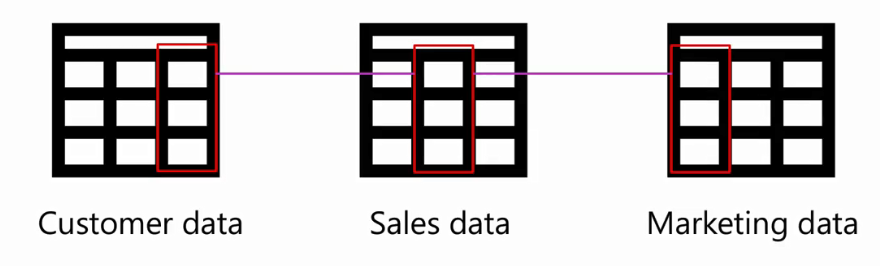 Customer data
Sales data
Marketing data